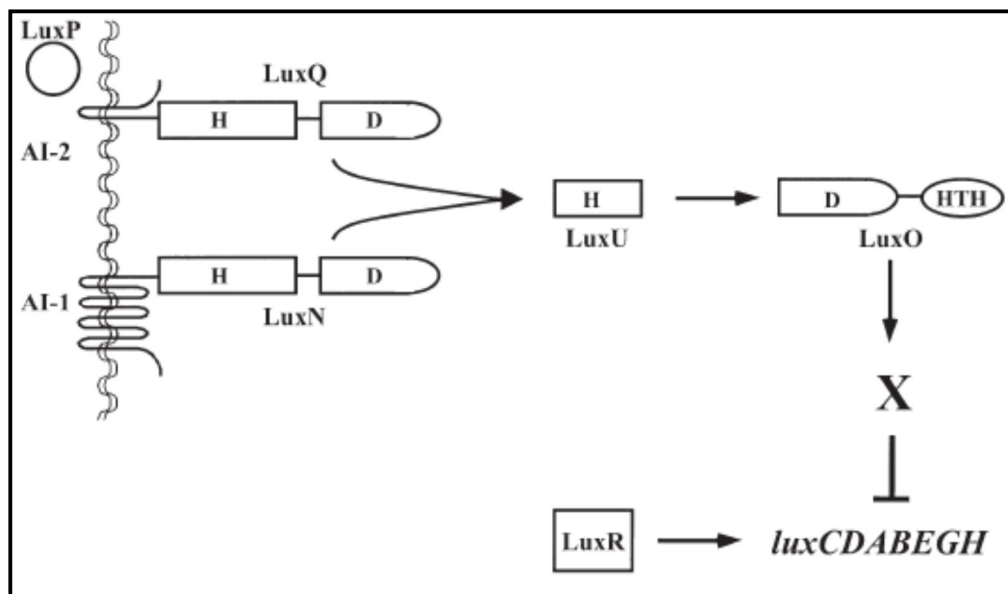 LuxP
LuxQ
H D
AI-2
H D HTH
LuxU LuxO
H D
AI-1
LuxN
X
LuxR luxCDABEGH